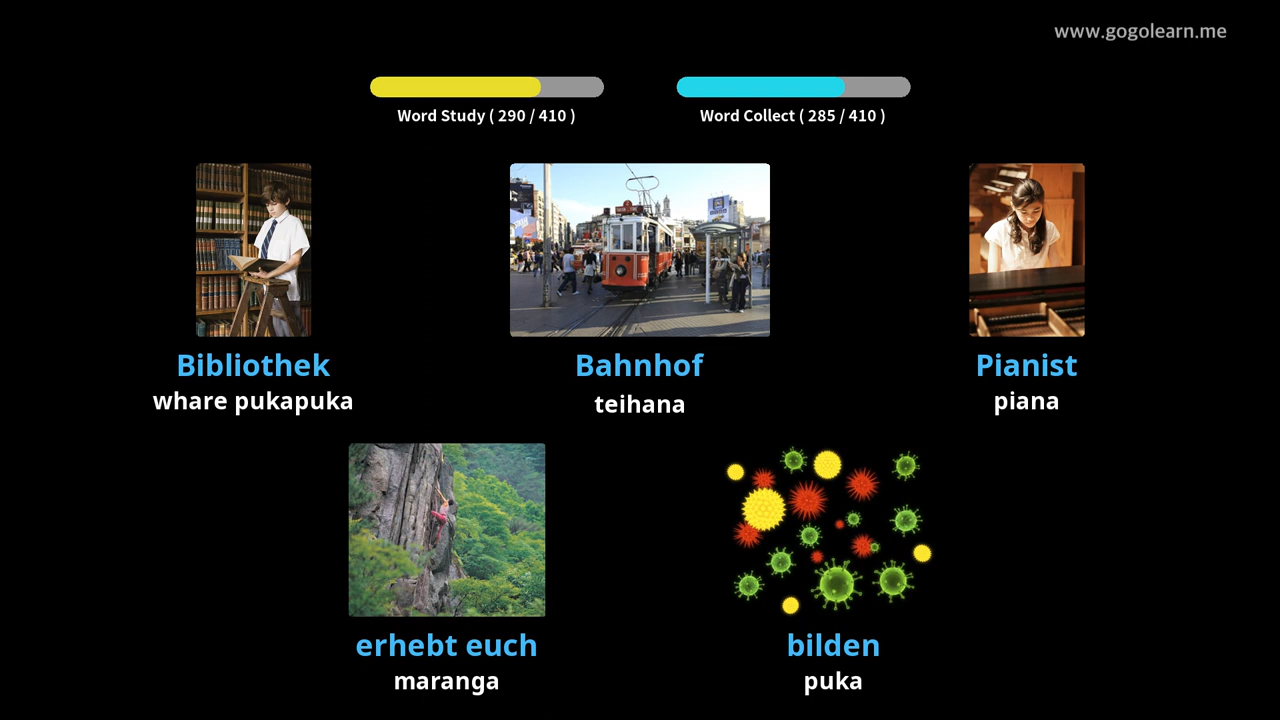 www.gogolearn.me
Word Study ( 290 / 410 )
Word Collect ( 285 / 410 )
Bibliothek
whare pukapuka
Bahnhof
teihana
Pianist
piana
erhebt euch
maranga
bilden
puka